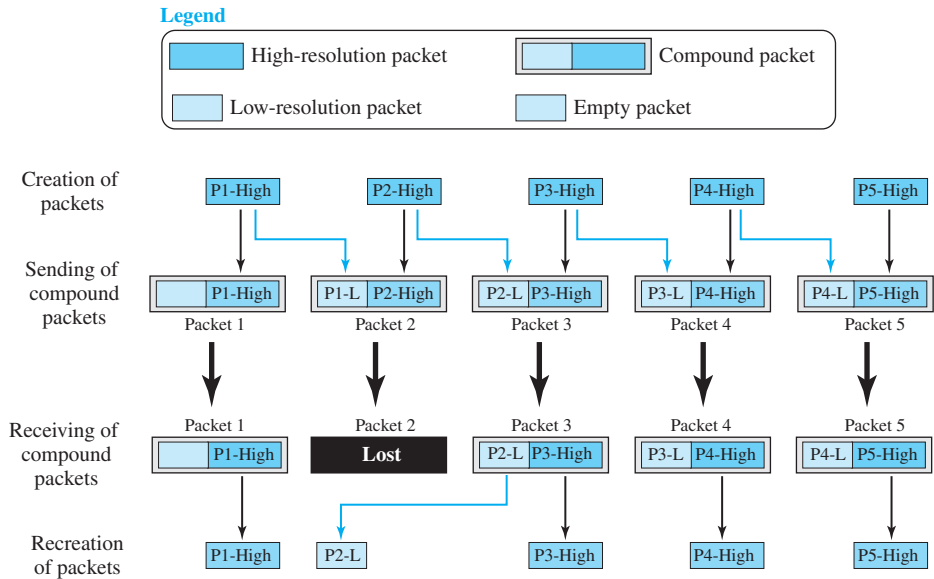 Legend
High-resolution packet
Compound packet
Low-resolution packet
Empty packet
Creation of
packets
P1-High
P2-High
P3-High
P4-High
P5-High
Sending of
compound
packets
P1-High
P1-L P2-High
P2-L P3-High
P3-L P4-High
P4-L P5-High
Packet 1
Packet 2
Packet 3
Packet 4
Packet 5
Receiving of
compound
packets
Packet 1
Packet 2
Packet 3
Packet 4
Packet 5
P1-High
Lost
P2-L P3-High
P3-L P4-High
P4-L P5-High
Recreation
of packets
P1-High
P2-L
P3-High
P4-High
P5-High